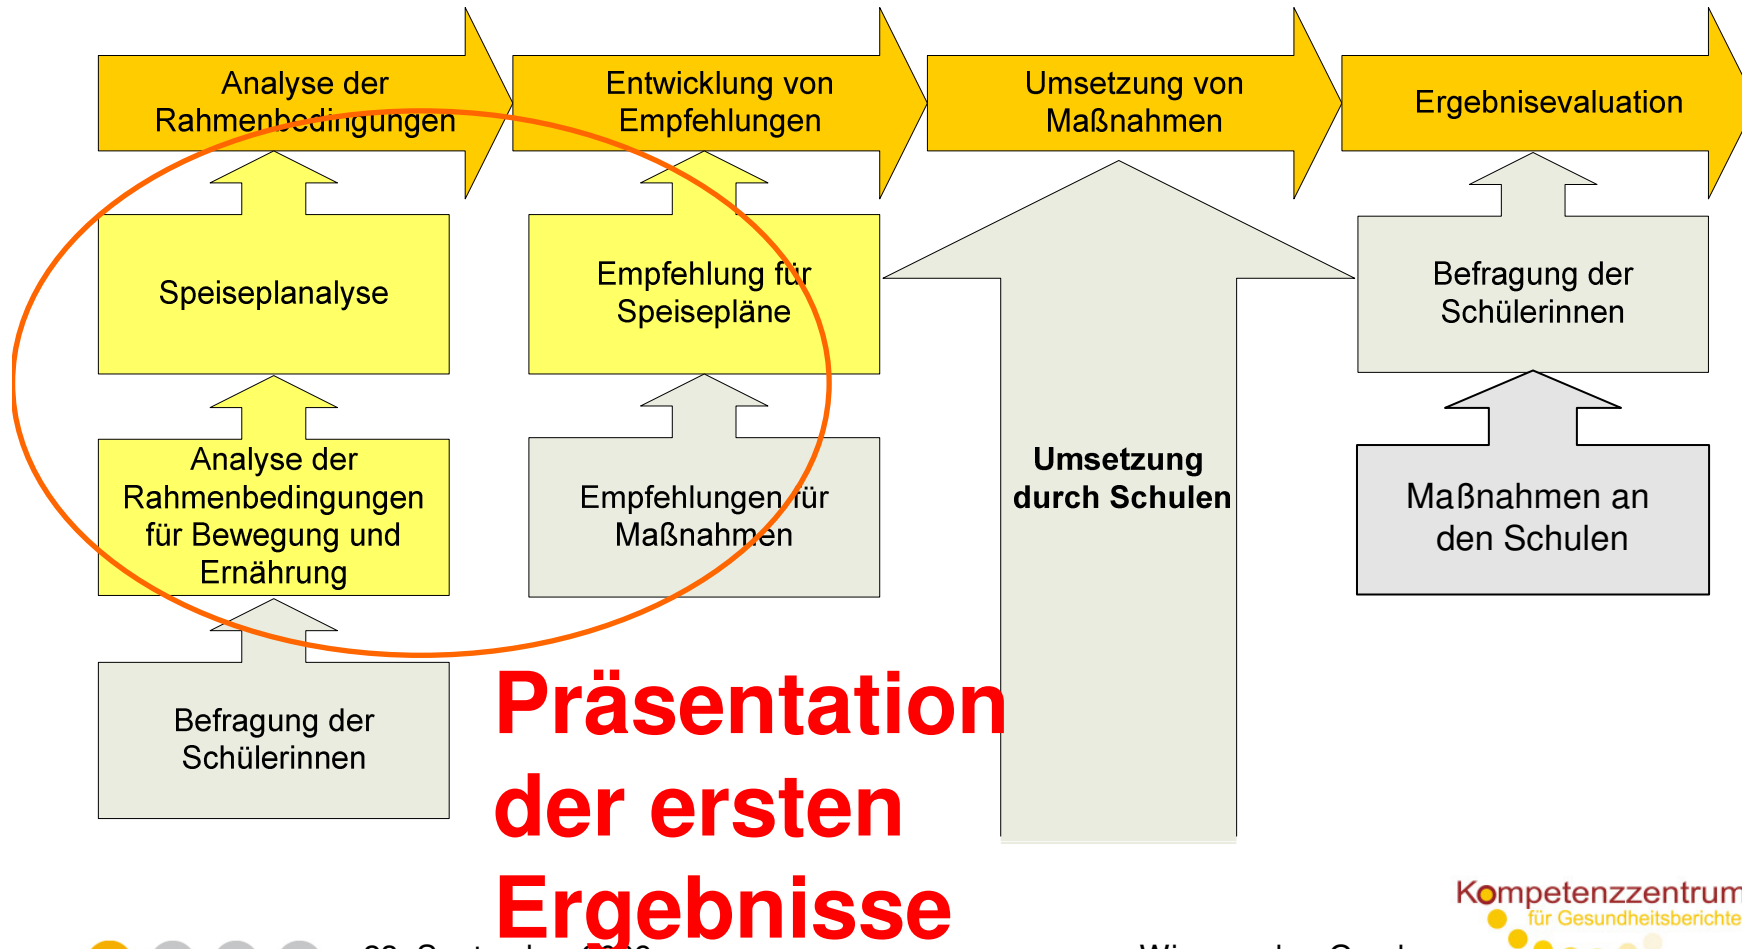 Analyse der
Rahmenbedingungen
Entwicklung von
Empfehlungen
Umsetzung von
Maßnahmen
Ergebnisevaluation
Speiseplanalyse
Empfehlung für
Speisepläne
Befragung der
Schülerinnen
Analyse der
Rahmenbedingungen
für Bewegung und
Ernährung
Empfehlungen für
Maßnahmen
Umsetzung
durch Schulen
Maßnahmen an
den Schulen
Befragung der
Schülerinnen
Präsentation
der ersten
Ergebnisse
Kompetenzzentrum
für Gesundheitsberichte
September